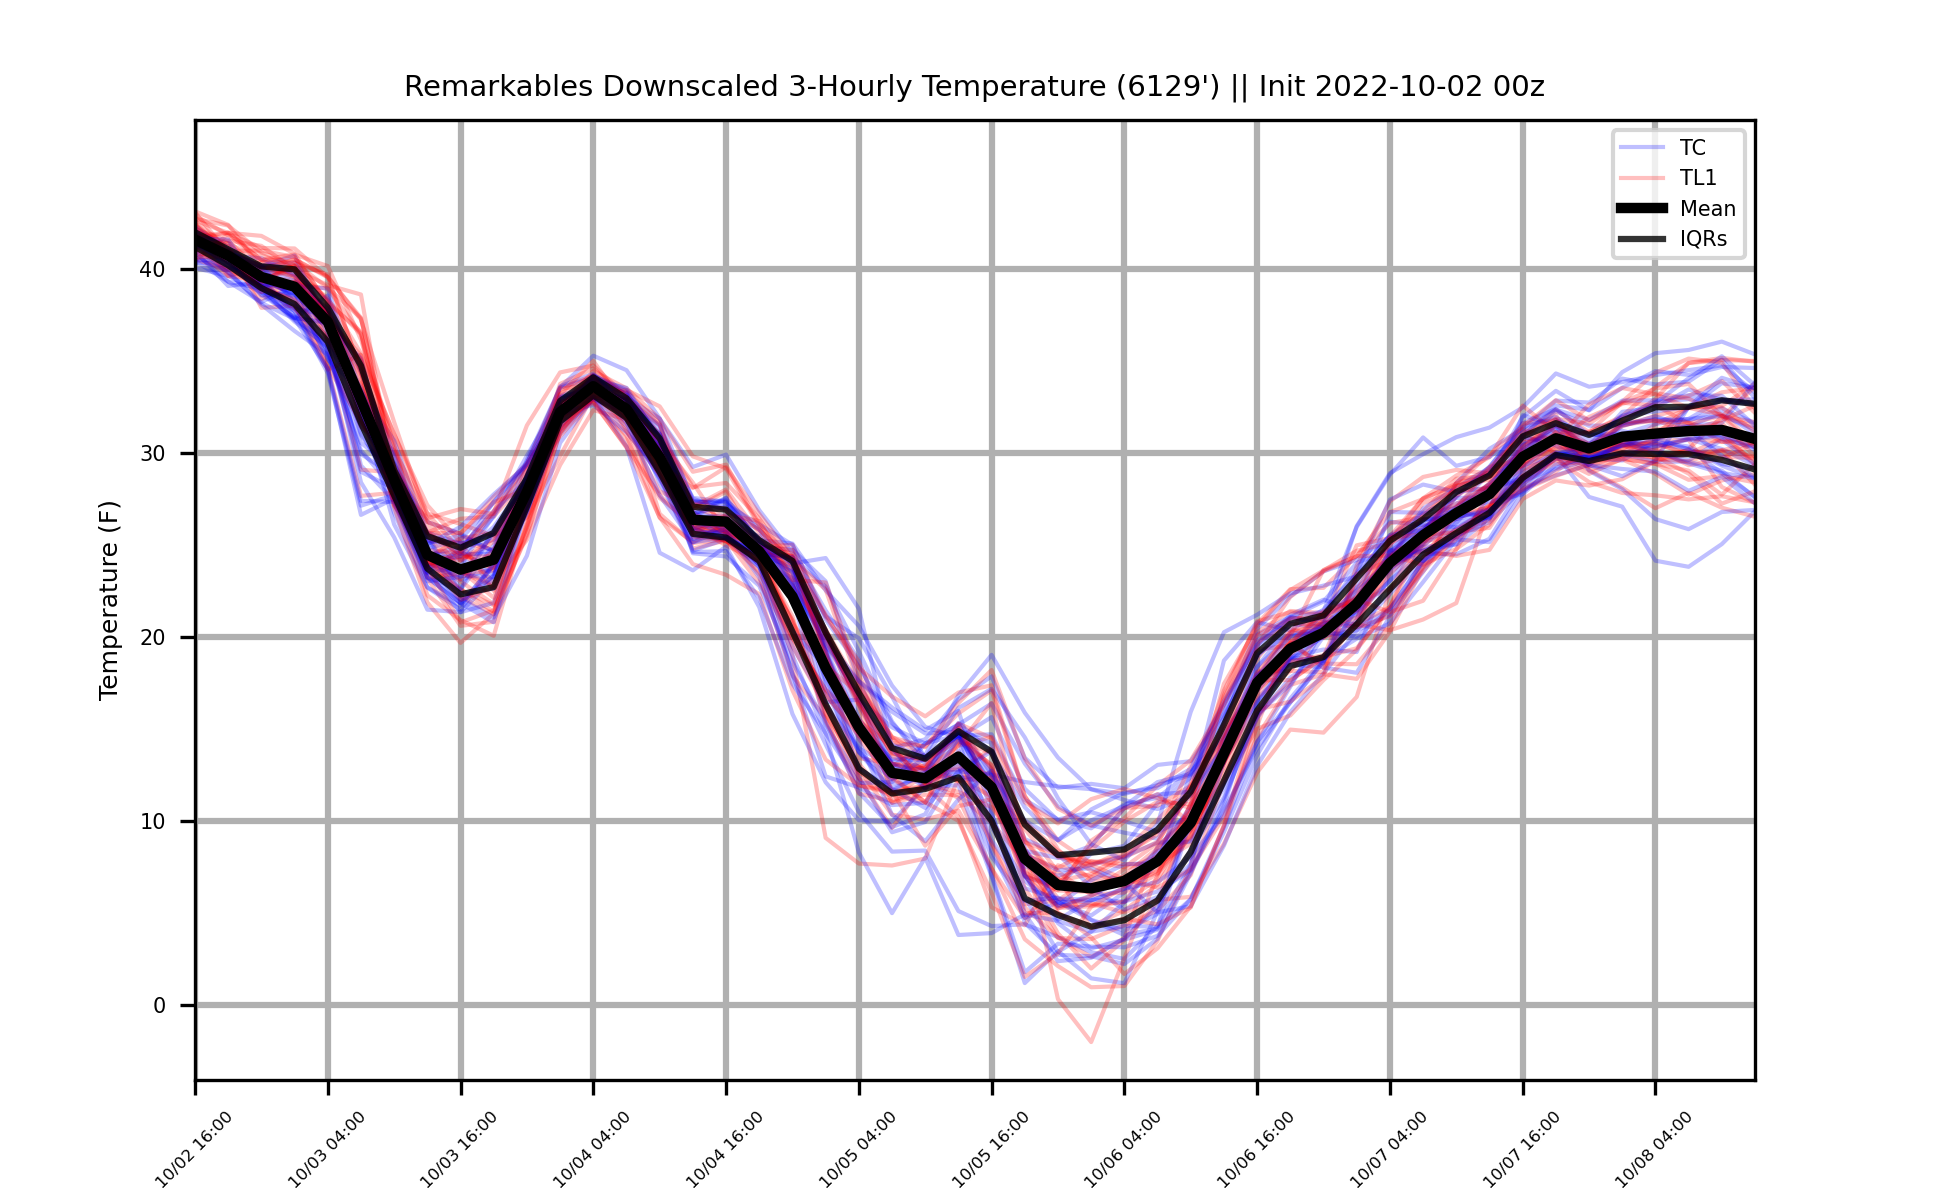 Remarkables Downscaled 3-Hourly Temperature (6129') || Init 2022-10-02 00z
TC
TL1
Mean
IQRs
Temperature (F)
40
30
20
10
0
10/02 16:00
10/03 04:00
10/03 16:00
10/04 04:00
10/04 16:00
10/05 04:00
10/05 16:00
10/06 04:00
10/06 16:00
10/07 04:00
10/07 16:00
10/08 04:00